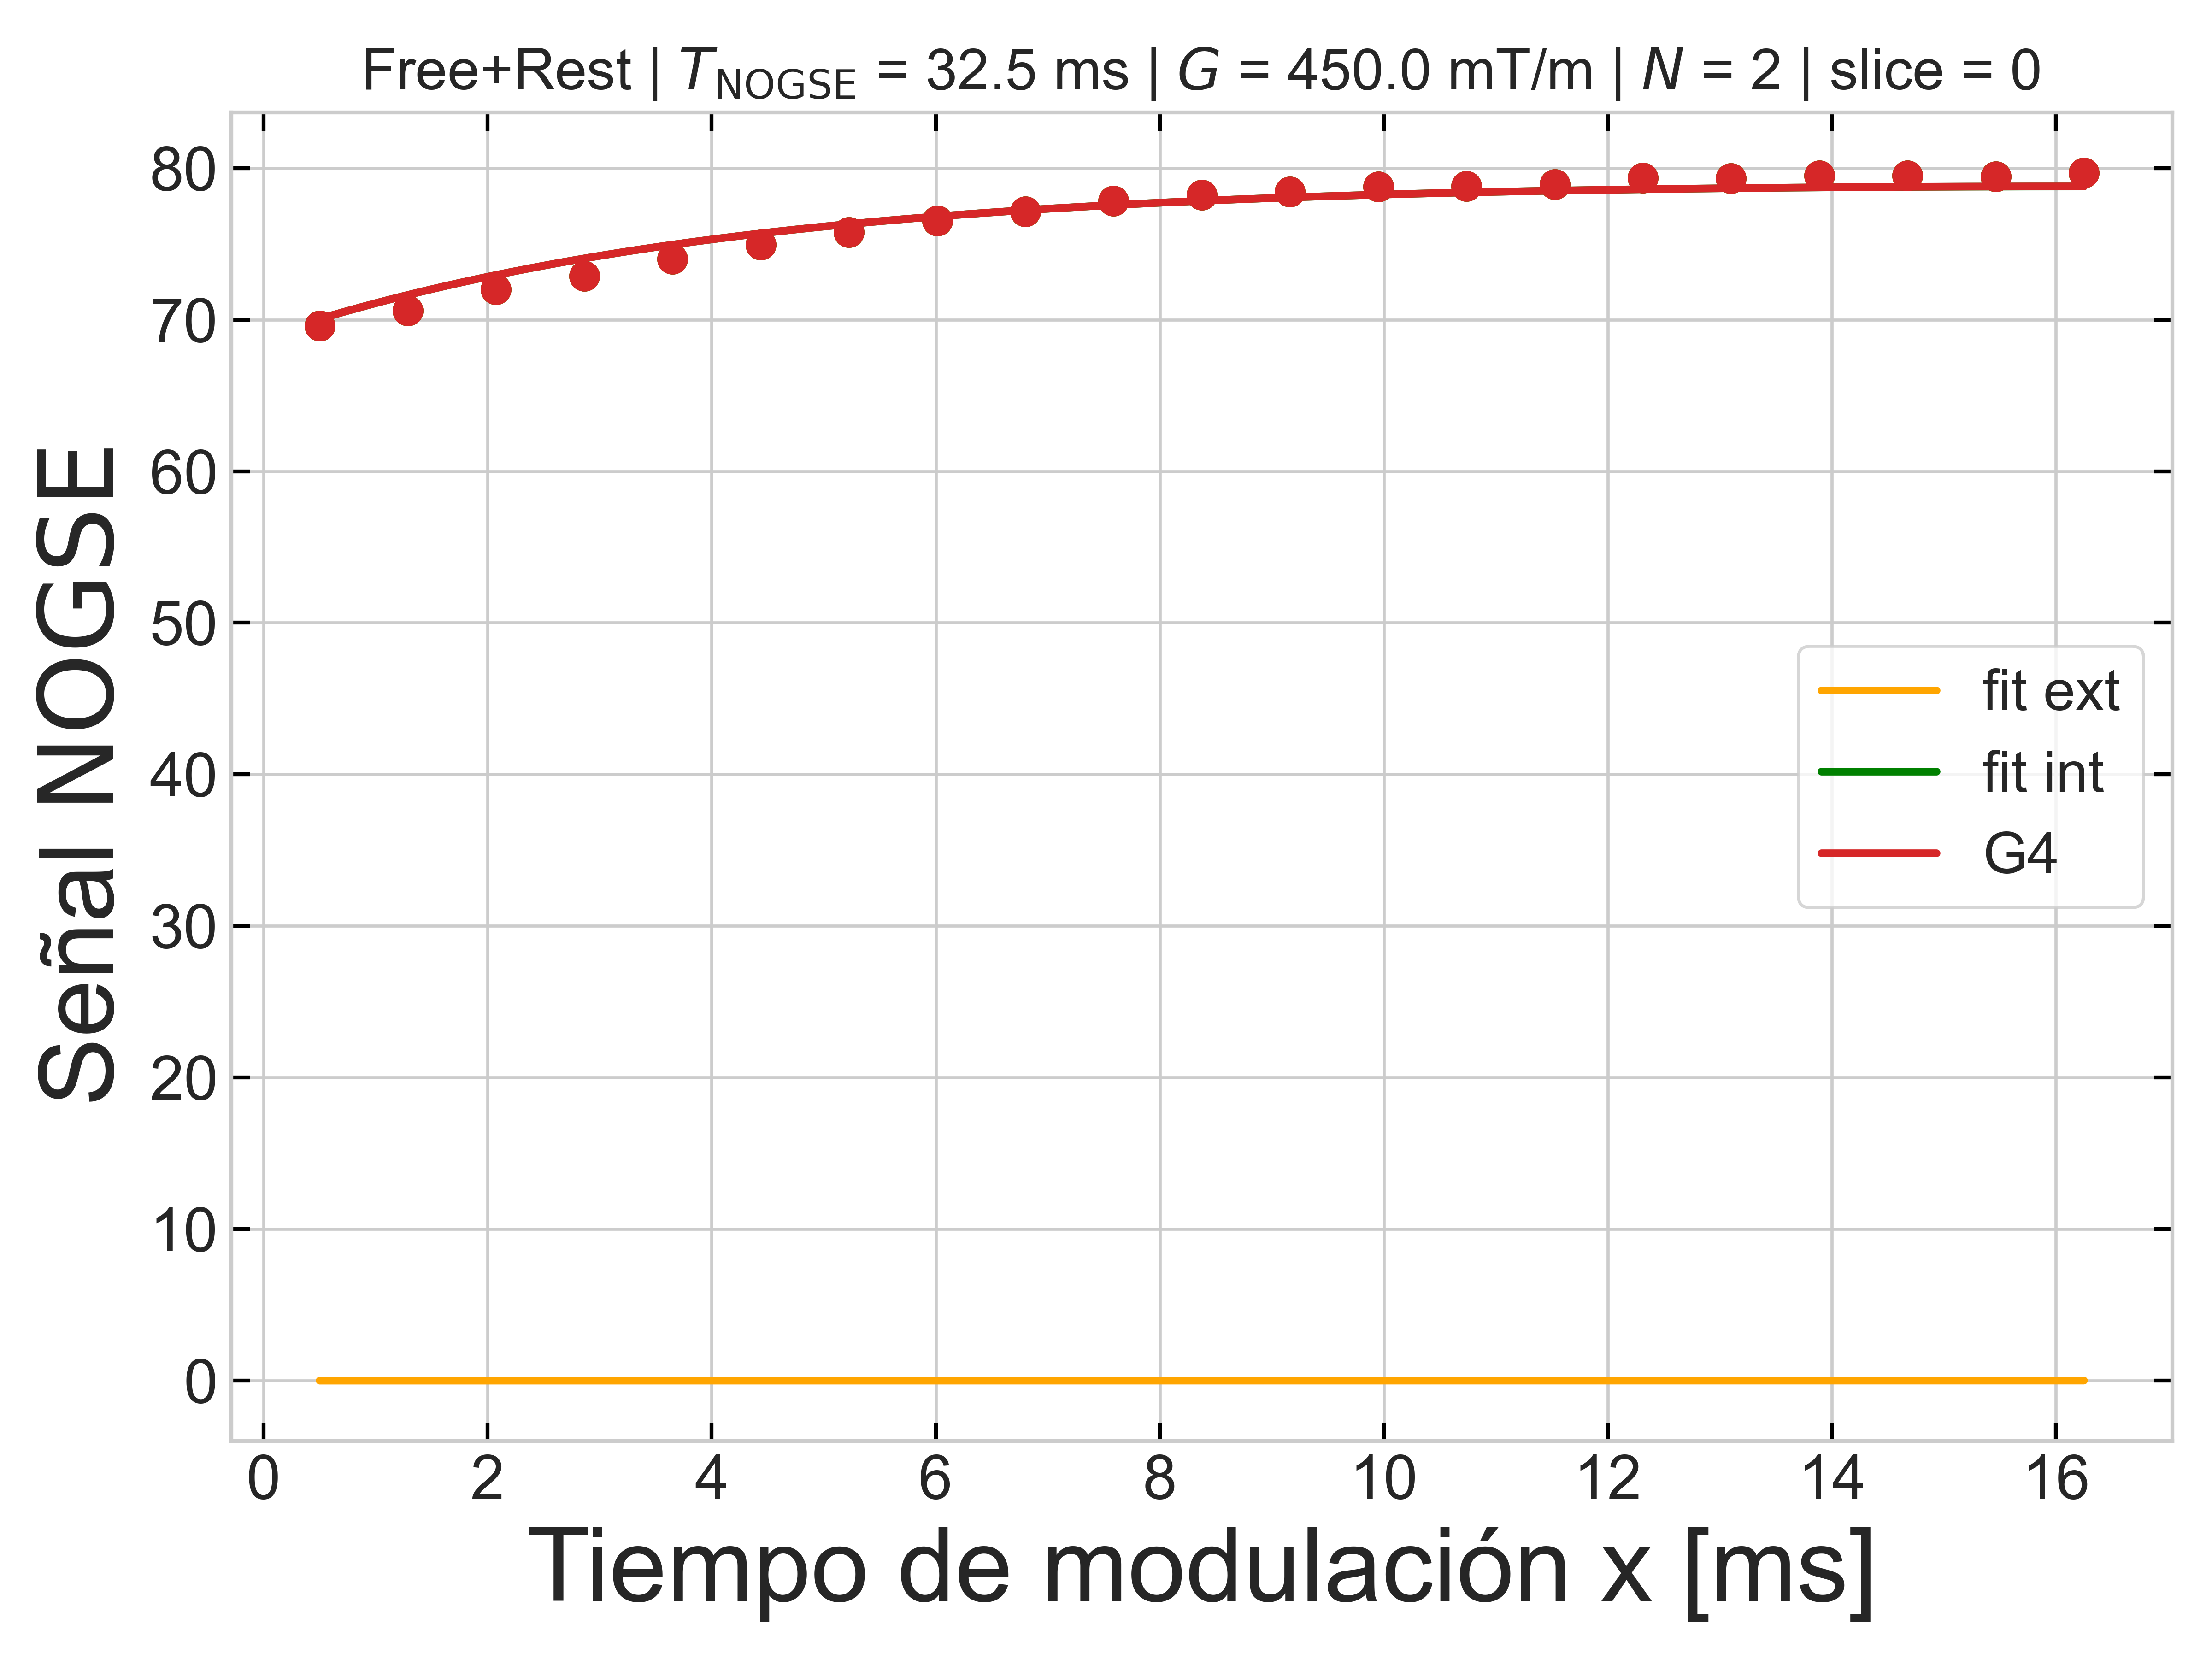 Free+Rest | T_NOGSE = 32.5 ms | G = 450.0 mT/m | N = 2 | slice = 0
Señal NOGSE
80
70
60
50
40
30
20
10
0
fit ext
fit int
G4
0 2 4 6 8 10 12 14 16
Tiempo de modulación x [ms]